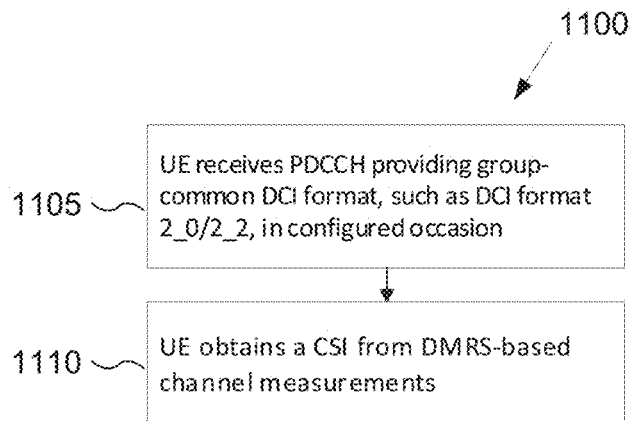 1100
UE receives PDCCH providing group-
common DCI format, such as DCI format
2_0/2_2, in configured occasion
1105
UE obtains a CSI from DMRS-based
channel measurements
1110